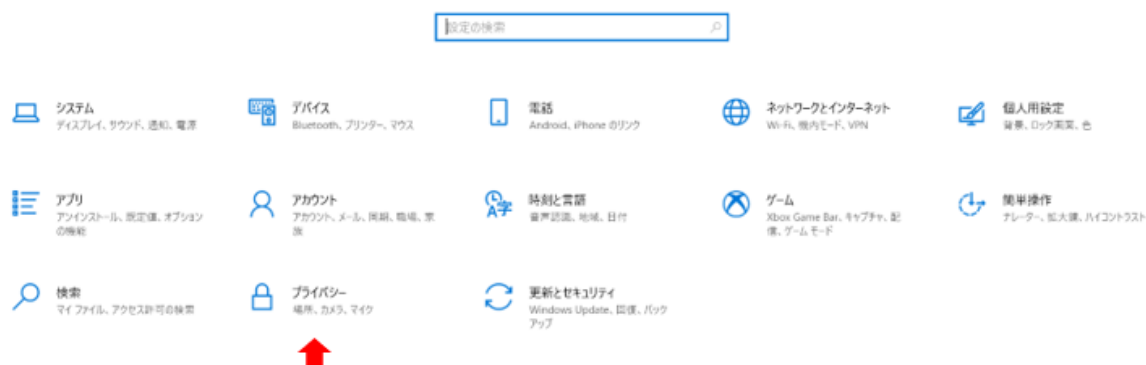 設定の検索
システム
ディスプレイ、サウンド、通知、電源
デバイス
Bluetooth、プリンター、マウス
電話
Android、iPhone のリンク
ネットワークとインターネット
Wi-Fi、機内モード、VPN
個人用設定
背景、ロック画面、色
アプリ
アンインストール、既定値、オプション
の機能
アカウント
アカウント、メール、同期、職場、家
族
時刻と言語
音声認識、地域、日付
ゲーム
Xbox Game Bar、キャプチャ、配
信、ゲーム モード
簡単操作
ナレーター、拡大鏡、ハイコントラスト
検索
マイ ファイル、アクセス許可の検索
プライバシー
場所、カメラ、マイク
更新とセキュリティ
Windows Update、回復、バック
アップ